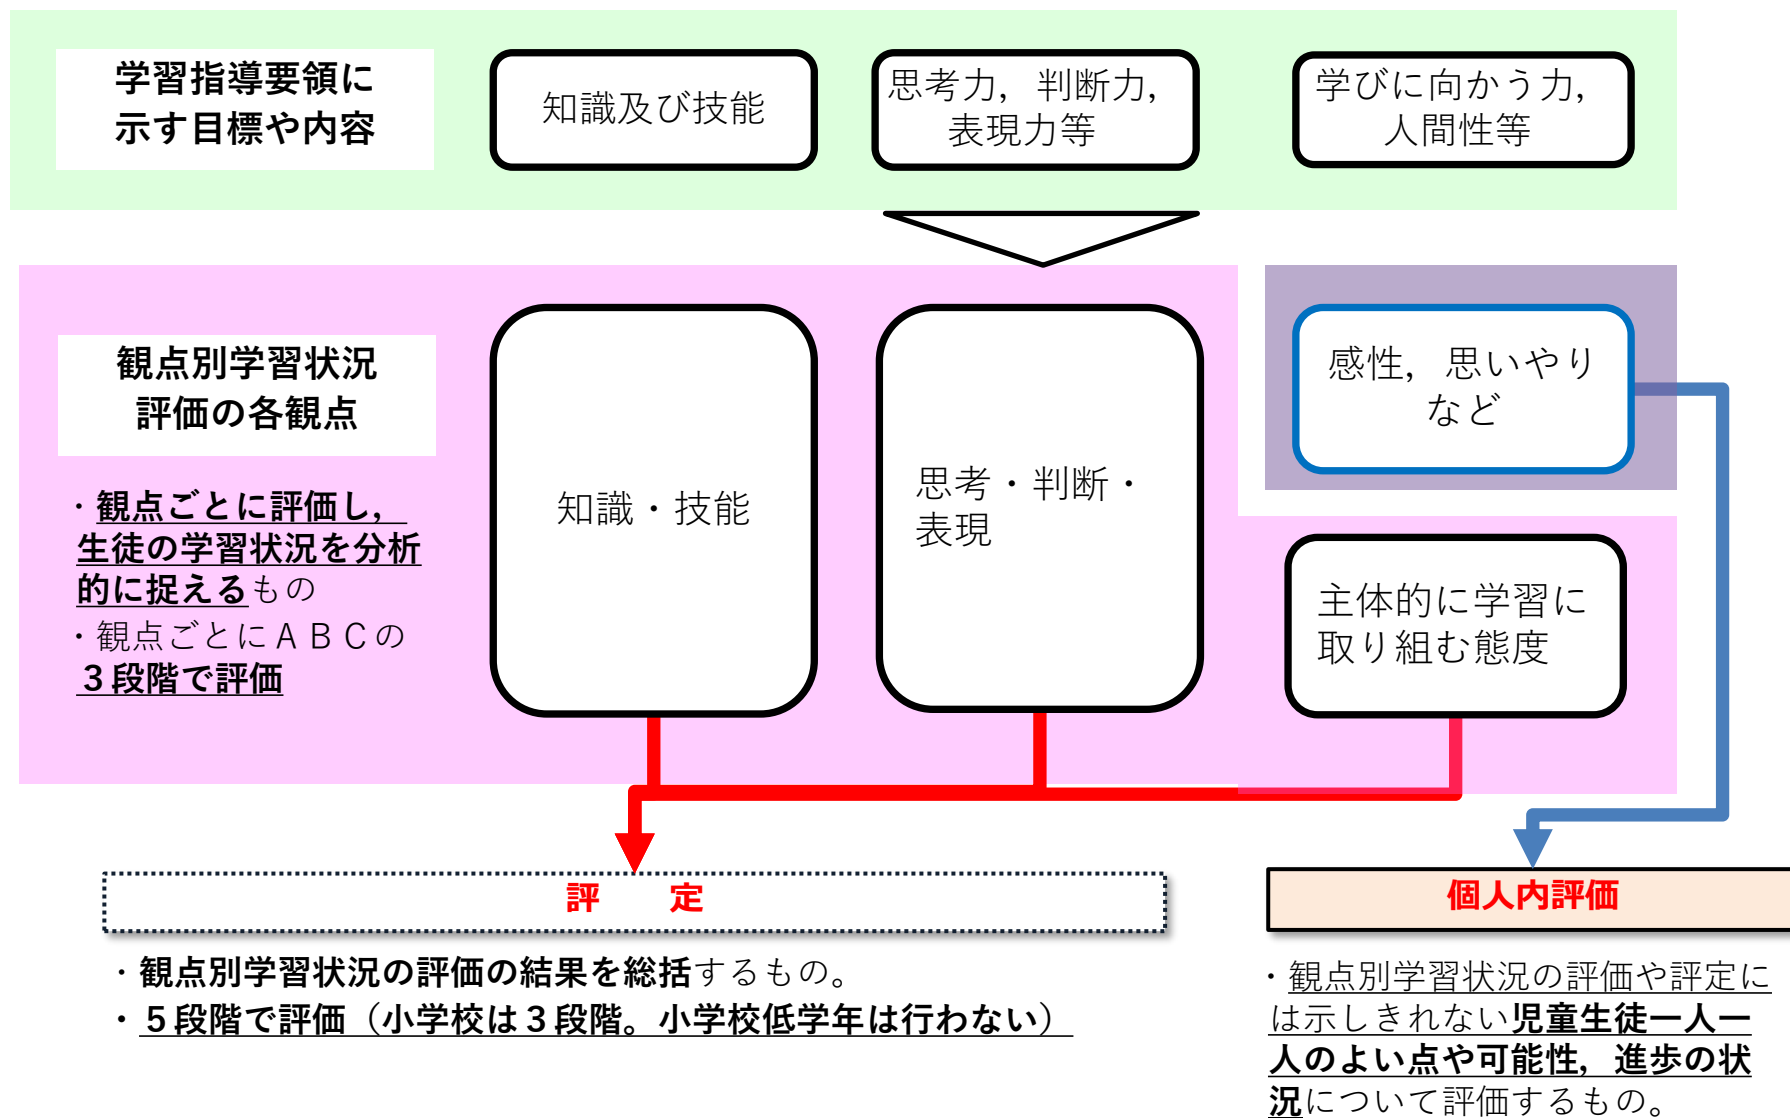 学習指導要領に
示す目標や内容
知識及び技能
思考力，判断力，
表現力等
学びに向かう力，
人間性等
観点別学習状況
評価の各観点
・観点ごとに評価し，
生徒の学習状況を分析
的に捉えるもの
・観点ごとにＡＢＣの
３段階で評価
知識・技能
思考・判断・
表現
感性，思いやり
など
主体的に学習に
取り組む態度
評　定
・観点別学習状況の評価の結果を総括するもの。
・５段階で評価（小学校は３段階。小学校低学年は行わない）
個人内評価
・観点別学習状況の評価や評定に
は示しきれない児童生徒一人一
人のよい点や可能性，進歩の状
況について評価するもの。